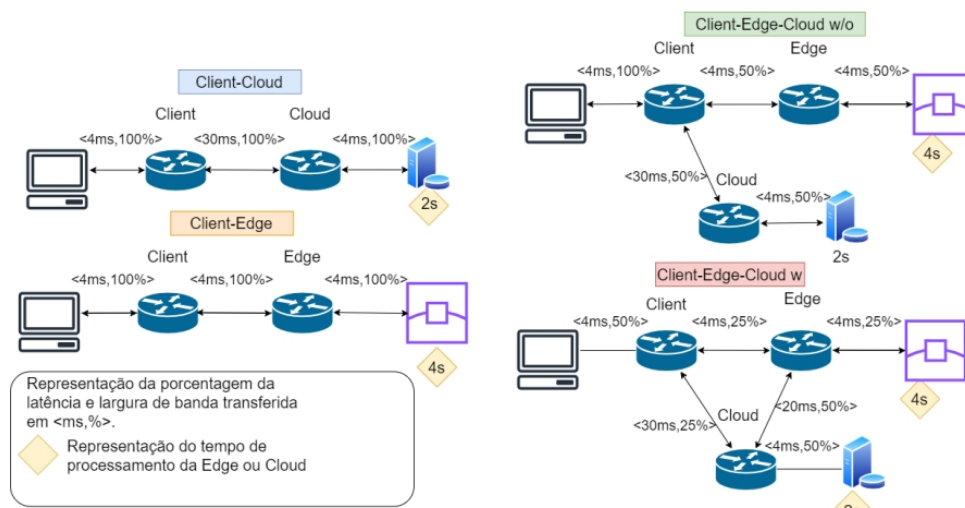 Client-Cloud
Client
Cloud
<4ms,100%>
<30ms,100%>
<4ms,100%>
2s
Client-Edge
Client
Edge
<4ms,100%>
<4ms,100%>
<4ms,100%>
4s
Representação da porcentagem da
latência e largura de banda transferida
em <ms,%>.
Representação do tempo de
processamento da Edge ou Cloud
Client-Edge-Cloud w/o
Client
Edge
<4ms,100%>
<4ms,50%>
<4ms,50%>
4s
<30ms,50%>
Cloud
<4ms,50%>
2s
Client-Edge-Cloud w
Client
Edge
<4ms,50%>
<4ms,25%>
<4ms,25%>
4s
Cloud
<20ms,50%>
<30ms,25%>
<4ms,50%>